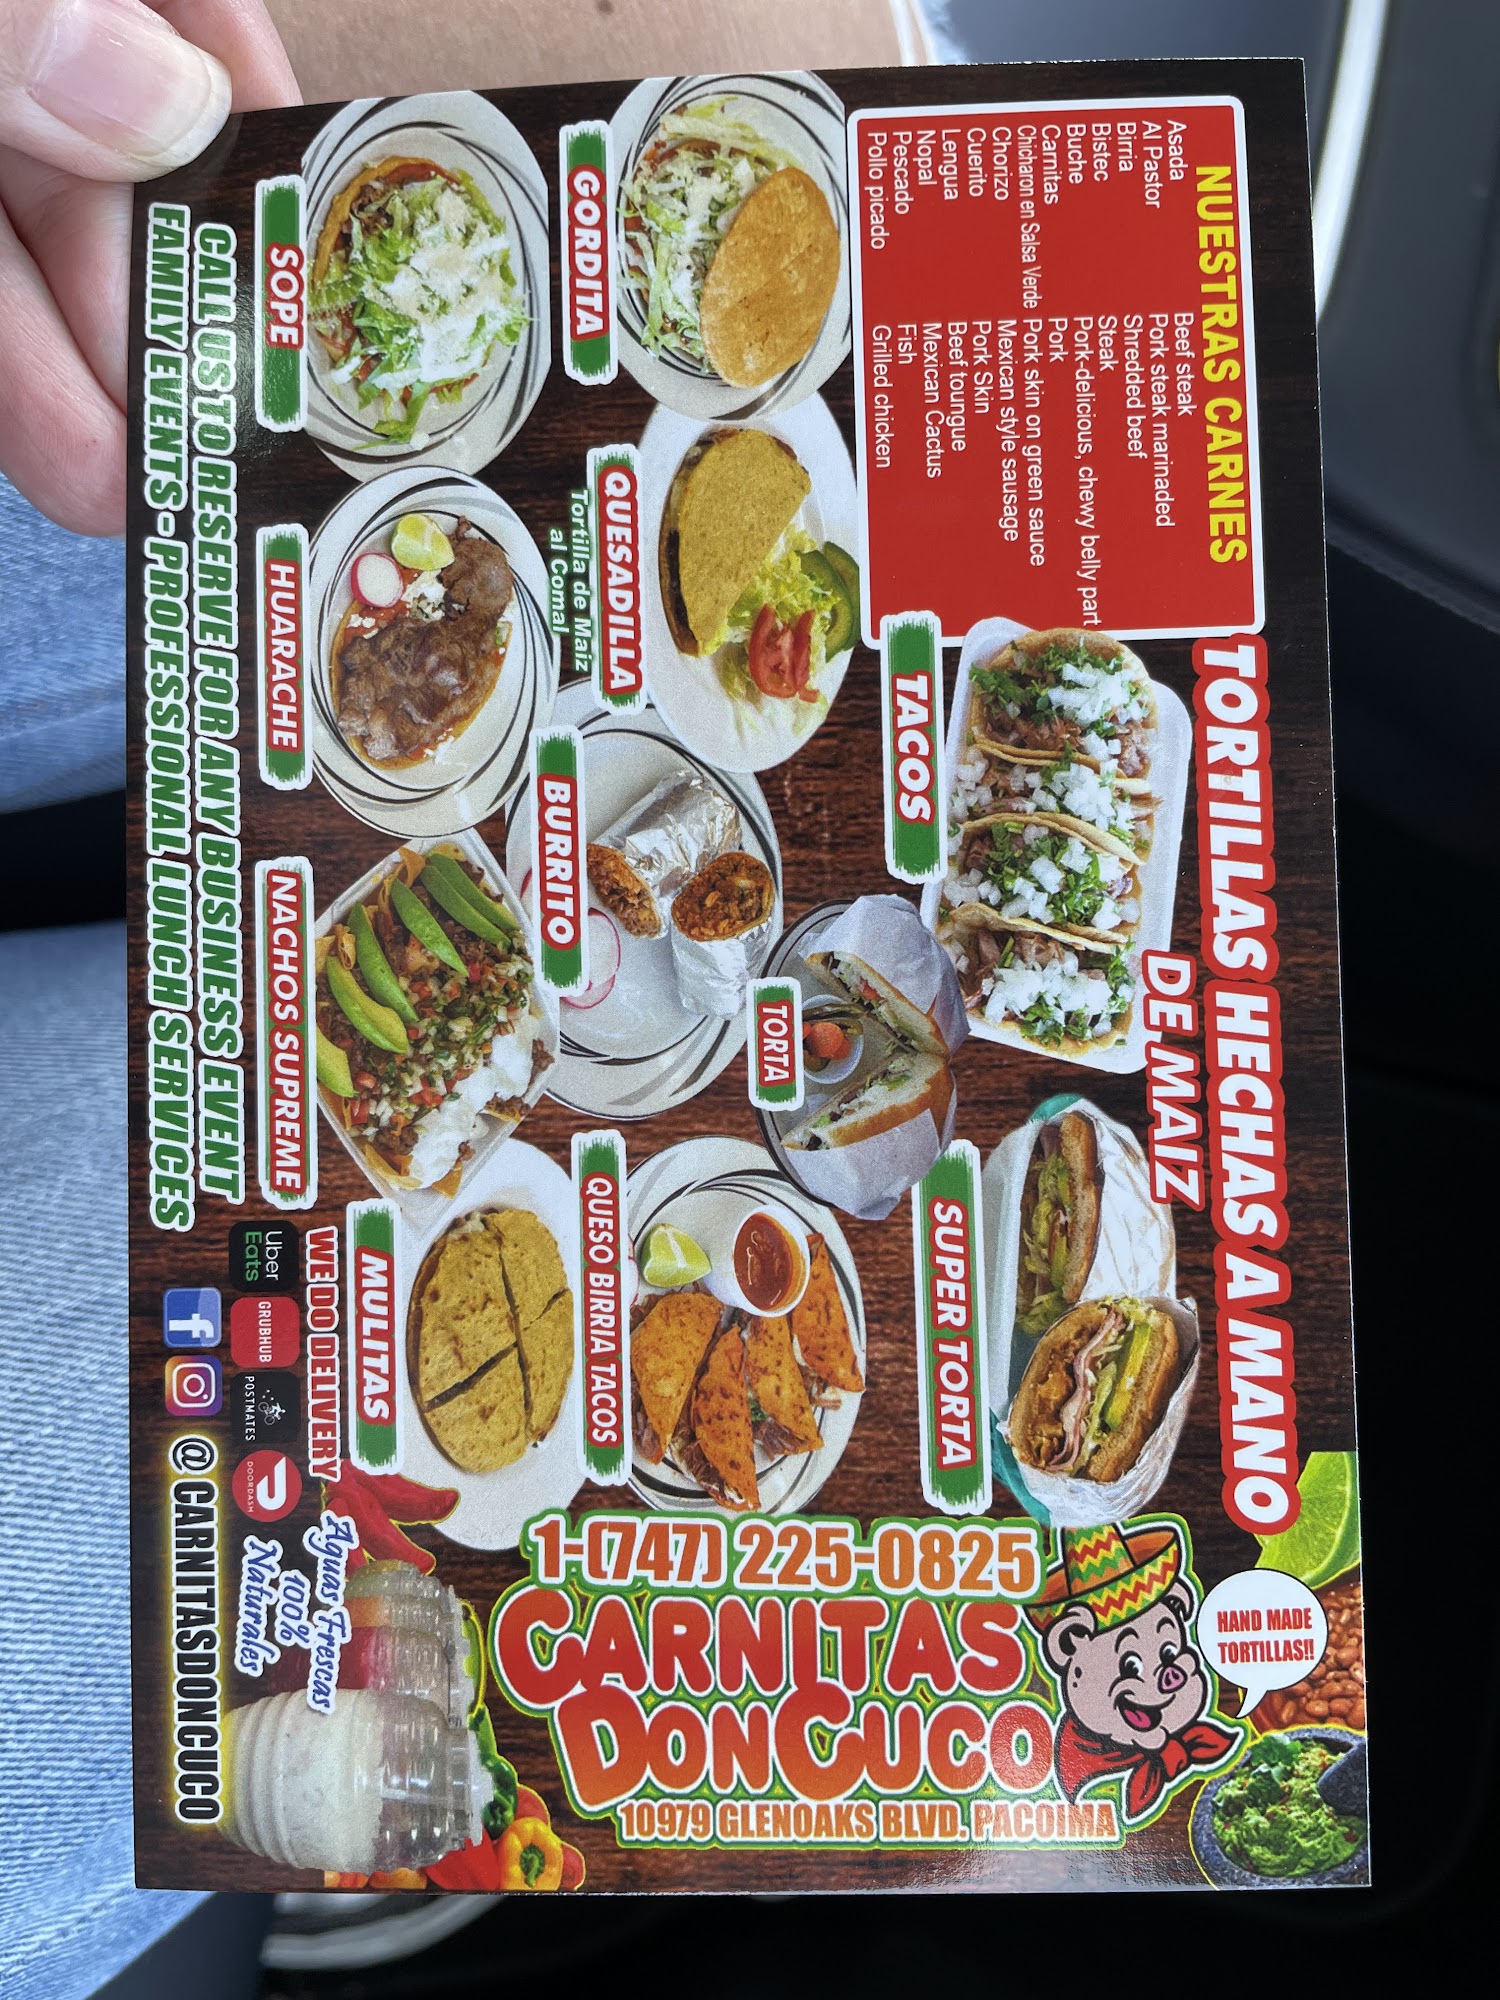 NUESTRAS CARNES
Asada Beef steak
Al Pastor Pork steak marinaded
Birria Shredded beef
Bistec Steak
Buche Pork-delicious, chewy belly part
Carnitas Pork
Chicharon en Salsa Verde Pork skin on green sauce
Chorizo Mexican style sausage
Cuerito Pork Skin
Lengua Beef toungue
Nopal Mexican Cactus
Pescado Fish
Pollo picado Grilled chicken
TORTILLAS HECHAS A MANO
DE MAIZ
HAND MADE
TORTILLAS!!
TACOS
SUPER TORTA
TORTA
GORDITA
QUESADILLA
Tortilla de Maiz
al Comal
BURRITO
QUESO BIRRIA TACOS
SOPE
HUARACHE
NACHOS SUPREME
MULITAS
1-(747) 225-0825
CARNITAS
DON CUCO
10979 GLENOAKS BLVD. PACOIMA
WE DO DELIVERY
Uber
Eats
GRUBHUB
POSTMATES
DOORDASH
Aguas Frescas
100%
Naturales
CALL US TO RESERVE FOR ANY BUSINESS EVENT
FAMILY EVENTS - PROFESSIONAL LUNCH SERVICES
@CARNITASDONCUCO